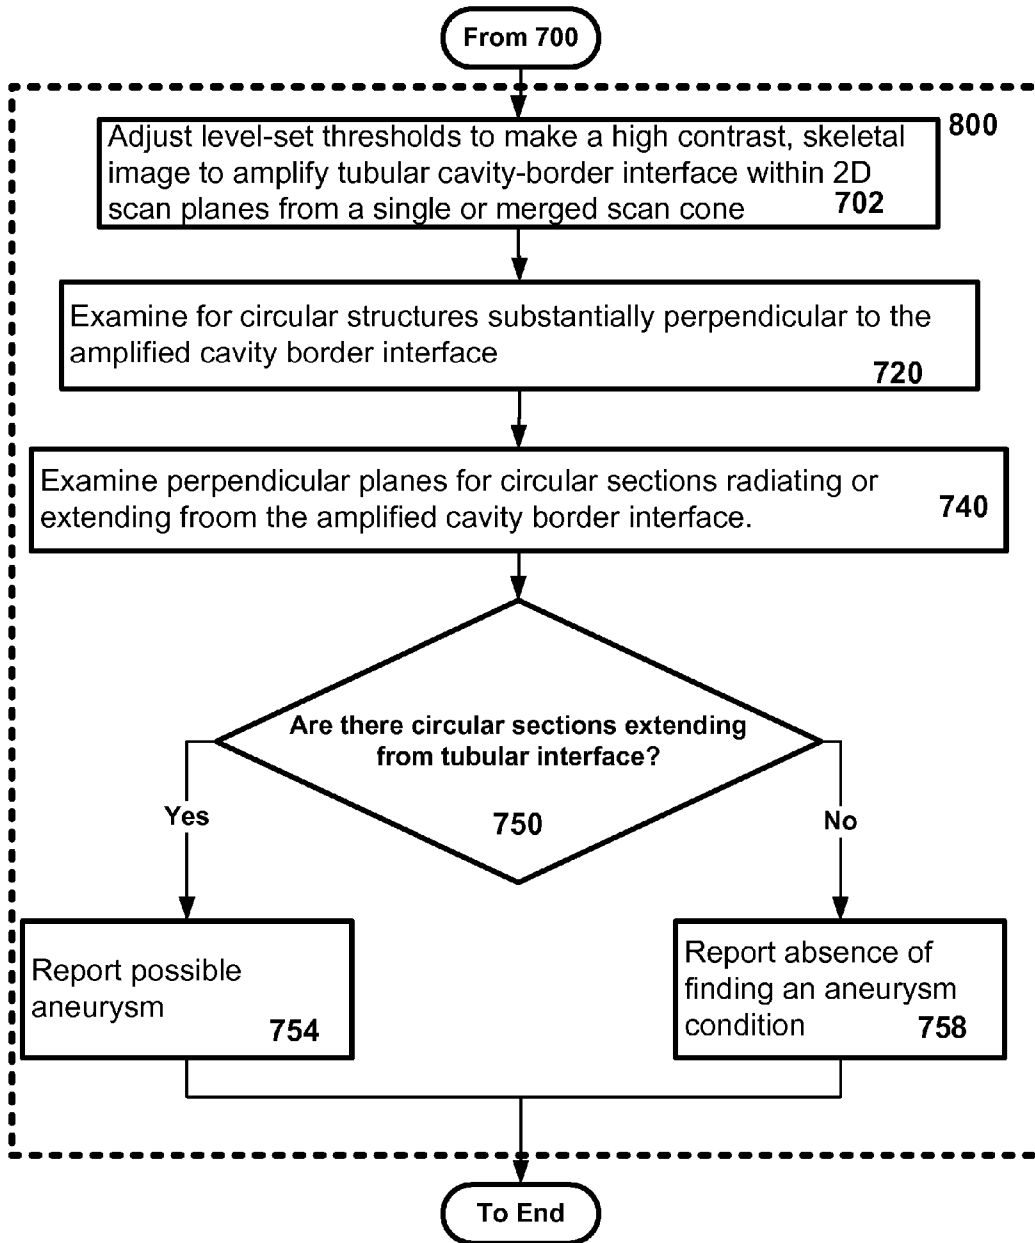 From 700
800
Adjust level-set thresholds to make a high contrast, skeletal
image to amplify tubular cavity-border interface within 2D
scan planes from a single or merged scan cone 702
Examine for circular structures substantially perpendicular to the
amplified cavity border interface
720
Examine perpendicular planes for circular sections radiating or
extending froom the amplified cavity border interface.
740
Are there circular sections extending
from tubular interface?
750
Yes
No
Report possible
aneurysm
754
Report absence of
finding an aneurysm
condition 758
To End